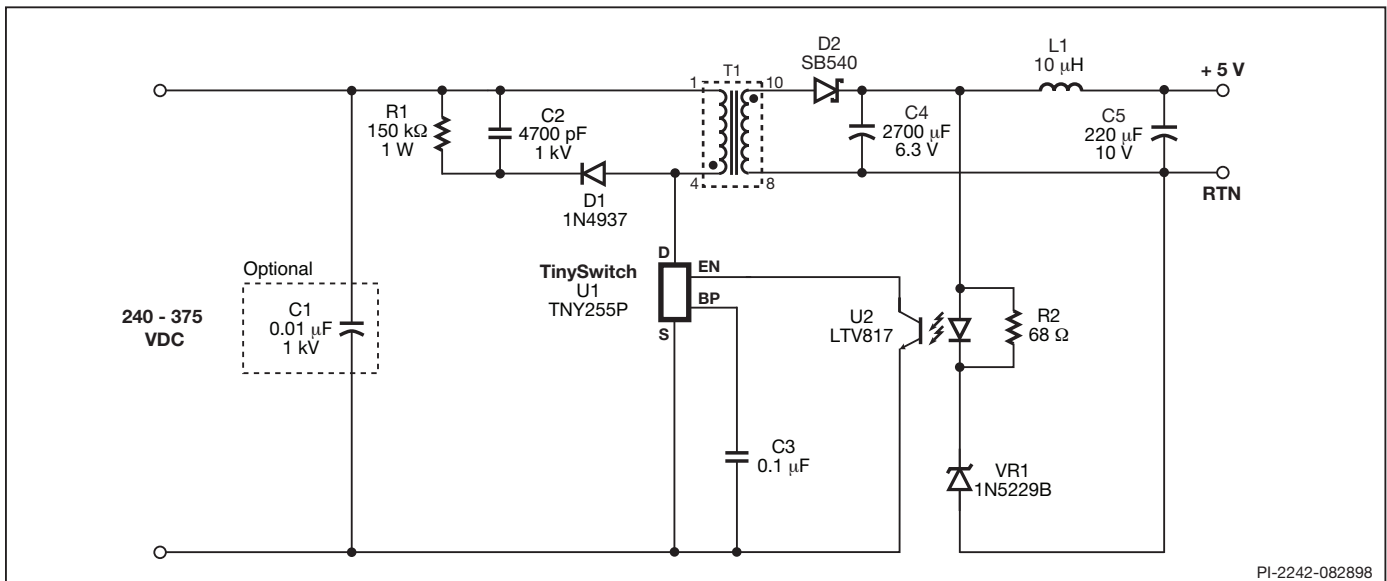 D2
SB540
L1
10 μH
+ 5 V
T1
1
10
R1
150 kΩ
1 W
C2
4700 pF
1 kV
C4
2700 μF
6.3 V
C5
220 μF
10 V
4
8
RTN
D1
1N4937
D
EN
TinySwitch
U1
TNY255P
BP
S
Optional
C1
0.01 μF
1 kV
240 - 375
VDC
U2
LTV817
R2
68 Ω
C3
0.1 μF
VR1
1N5229B
PI-2242-082898